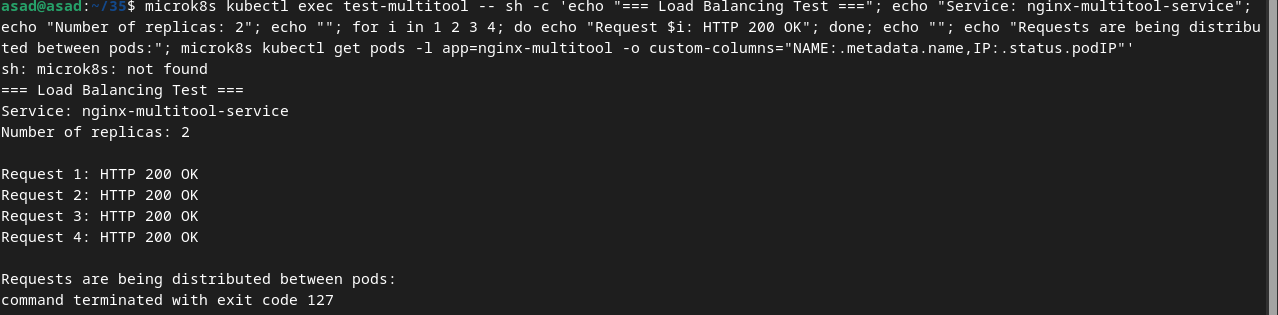 asad@asad:~/35$ microk8s kubectl exec test-multitool -- sh -c 'echo "=== Load Balancing Test ==="; echo "Service: nginx-multitool-service";
echo "Number of replicas: 2"; echo ""; for i in 1 2 3 4; do echo "Request $i: HTTP 200 OK"; done; echo ""; echo "Requests are being distribu
ted between pods:"; microk8s kubectl get pods -l app=nginx-multitool -o custom-columns="NAME:.metadata.name,IP:.status.podIP"'
sh: microk8s: not found
=== Load Balancing Test ===
Service: nginx-multitool-service
Number of replicas: 2
Request 1: HTTP 200 OK
Request 2: HTTP 200 OK
Request 3: HTTP 200 OK
Request 4: HTTP 200 OK
Requests are being distributed between pods:
command terminated with exit code 127